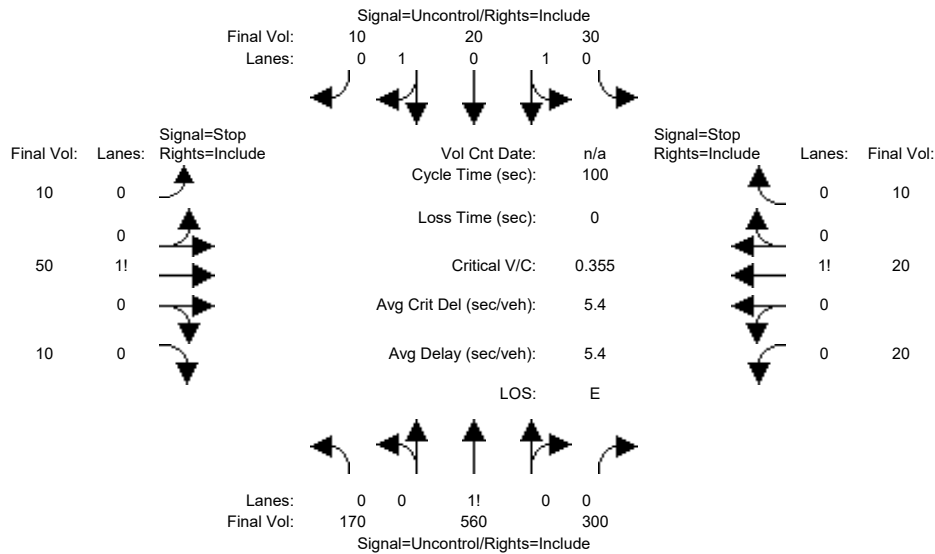 Signal=Uncontrol/Rights=Include
Final Vol: 10 20 30
Lanes: 0 1 0 1 0
Signal=Stop Signal=Stop
Final Vol: Lanes: Rights=Include Vol Cnt Date: n/a Rights=Include Lanes: Final Vol:
Cycle Time (sec): 100
10 0 0 10
Loss Time (sec): 0
0 0
50 1! Critical V/C: 0.355 1! 20
0 Avg Crit Del (sec/veh): 5.4 0
10 0 Avg Delay (sec/veh): 5.4 0 20
LOS: E
Lanes: 0 0 1! 0 0
Final Vol: 170 560 300
Signal=Uncontrol/Rights=Include